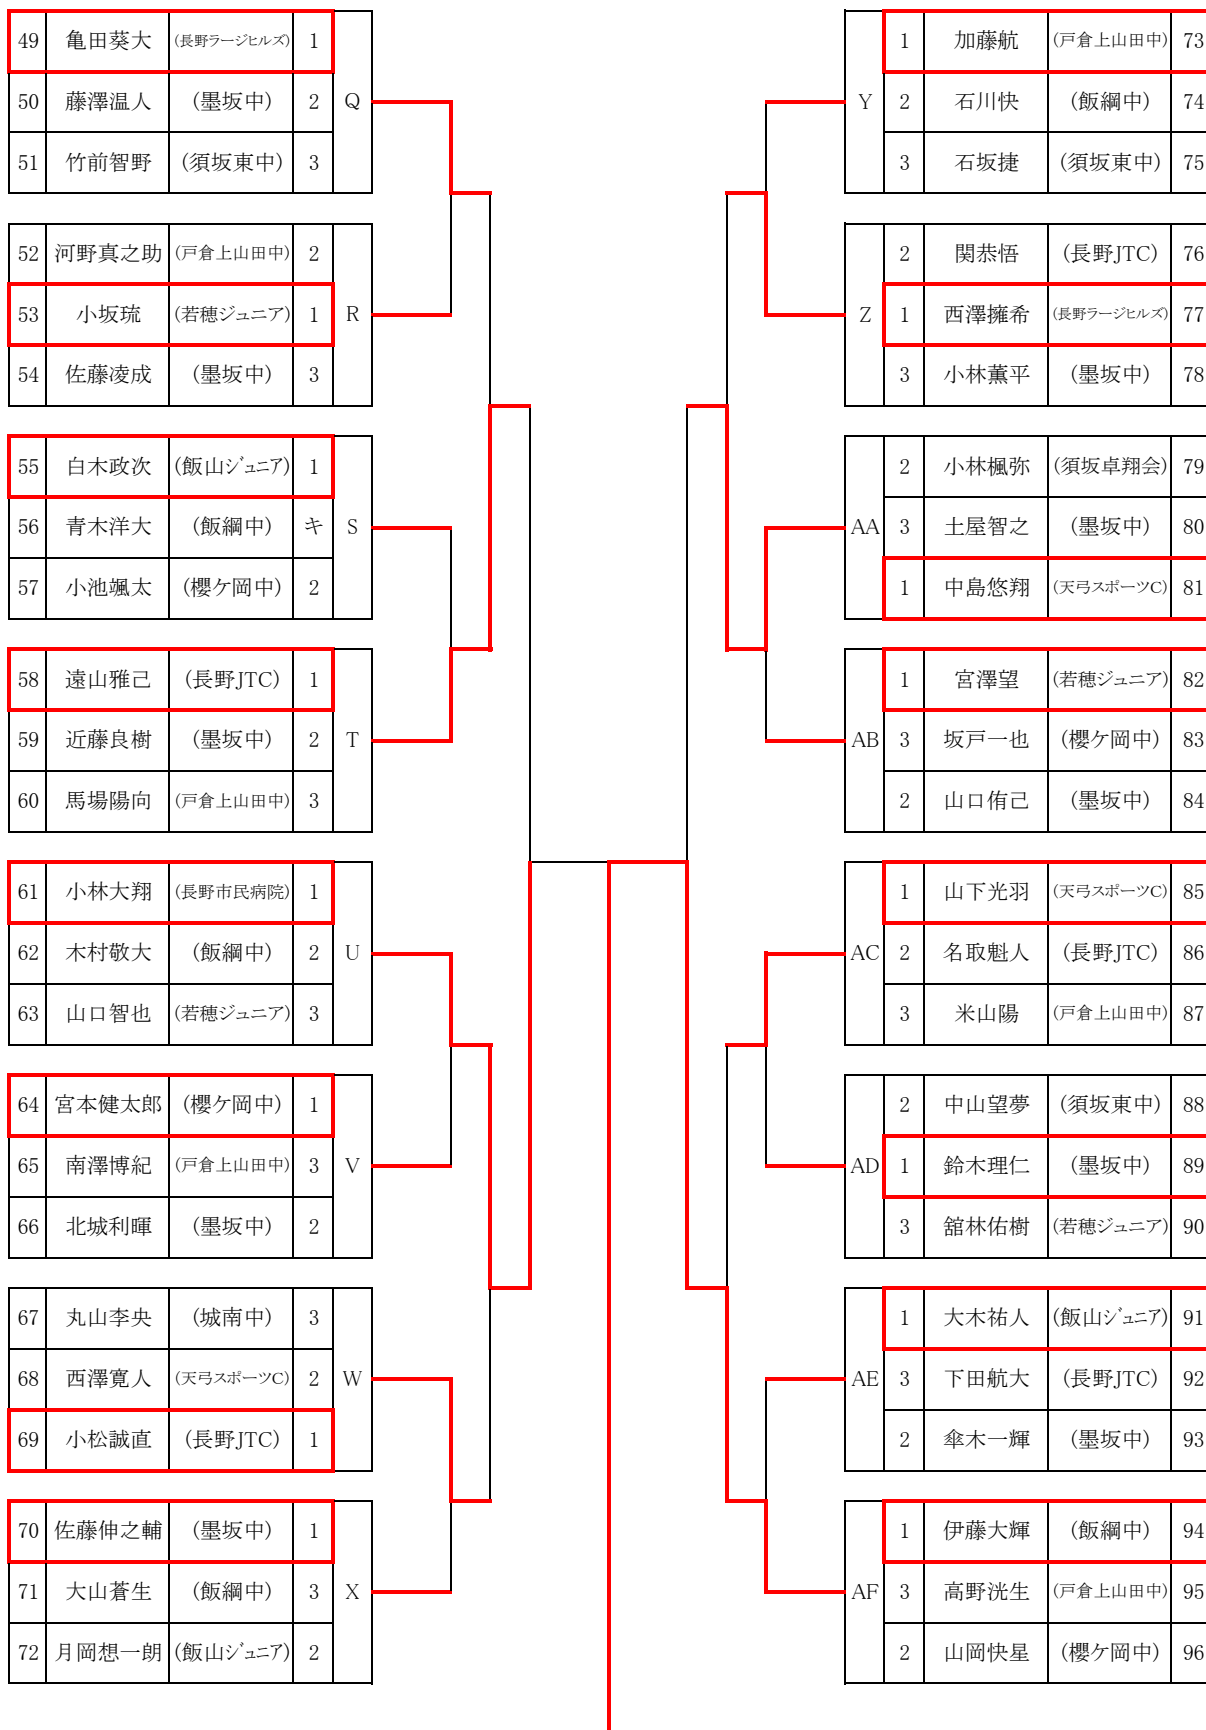 49 亀田葵大 (長野ラージヒルズ) 1
50 藤澤温人 (墨坂中) 2 Q
51 竹前智野 (須坂東中) 3
52 河野真之助 (戸倉上山田中) 2
53 小坂琉 (若穂ジュニア) 1 R
54 佐藤凌成 (墨坂中) 3
55 白木政次 (飯山ジュニア) 1
56 青木洋大 (飯綱中) キ S
57 小池颯太 (櫻ケ岡中) 2
58 遠山雅己 (長野JTC) 1
59 近藤良樹 (墨坂中) 2 T
60 馬場陽向 (戸倉上山田中) 3
61 小林大翔 (長野市民病院) 1
62 木村敬大 (飯綱中) 2 U
63 山口智也 (若穂ジュニア) 3
64 宮本健太郎 (櫻ケ岡中) 1
65 南澤博紀 (戸倉上山田中) 3 V
66 北城利暉 (墨坂中) 2
67 丸山李央 (城南中) 3
68 西澤寛人 (天弓スポーツC) 2 W
69 小松誠直 (長野JTC) 1
70 佐藤伸之輔 (墨坂中) 1
71 大山蒼生 (飯綱中) 3 X
72 月岡想一朗 (飯山ジュニア) 2
1 加藤航 (戸倉上山田中) 73
Y 2 石川快 (飯綱中) 74
3 石坂捷 (須坂東中) 75
2 関恭悟 (長野JTC) 76
Z 1 西澤擁希 (長野ラージヒルズ) 77
3 小林薫平 (墨坂中) 78
2 小林楓弥 (須坂卓翔会) 79
AA 3 土屋智之 (墨坂中) 80
1 中島悠翔 (天弓スポーツC) 81
1 宮澤望 (若穂ジュニア) 82
AB 3 坂戸一也 (櫻ケ岡中) 83
2 山口侑己 (墨坂中) 84
1 山下光羽 (天弓スポーツC) 85
AC 2 名取魁人 (長野JTC) 86
3 米山陽 (戸倉上山田中) 87
2 中山望夢 (須坂東中) 88
AD 1 鈴木理仁 (墨坂中) 89
3 舘林佑樹 (若穂ジュニア) 90
1 大木祐人 (飯山ジュニア) 91
AE 3 下田航大 (長野JTC) 92
2 傘木一輝 (墨坂中) 93
1 伊藤大輝 (飯綱中) 94
AF 3 高野洸生 (戸倉上山田中) 95
2 山岡快星 (櫻ケ岡中) 96